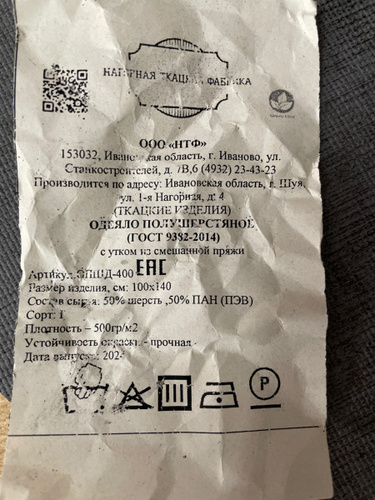 НАГОРНАЯ ТКАЦКАЯ ФАБРИКА
ООО «НТФ»
153032, Ивановская область, г. Иваново, ул.
Станкостроителей, д. 7В,6 (4932) 23-43-23
Производится по адресу: Ивановская область, г. Шуя,
ул. 1-я Нагорная, д. 4
(ТКАЦКИЕ ИЗДЕЛИЯ)
ОДЕЯЛО ПОЛУШЕРСТЯНОЕ
(ГОСТ 9382-2014)
с утком из смешанной пряжи
Артикул ОПШД-400 EAC
Размер изделия, см: 100х140
Состав сырья: 50% шерсть ,50% ПАН (ПЭВ)
Сорт: 1
Плотность – 500гр/м2
Устойчивость окраски - прочная
Дата выпуска: 202
P